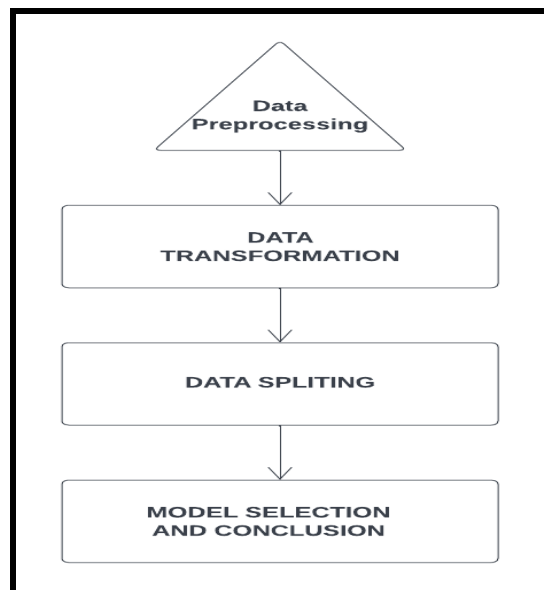 Data
Preprocessing
DATA
TRANSFORMATION
DATA SPLITING
MODEL SELECTION
AND CONCLUSION